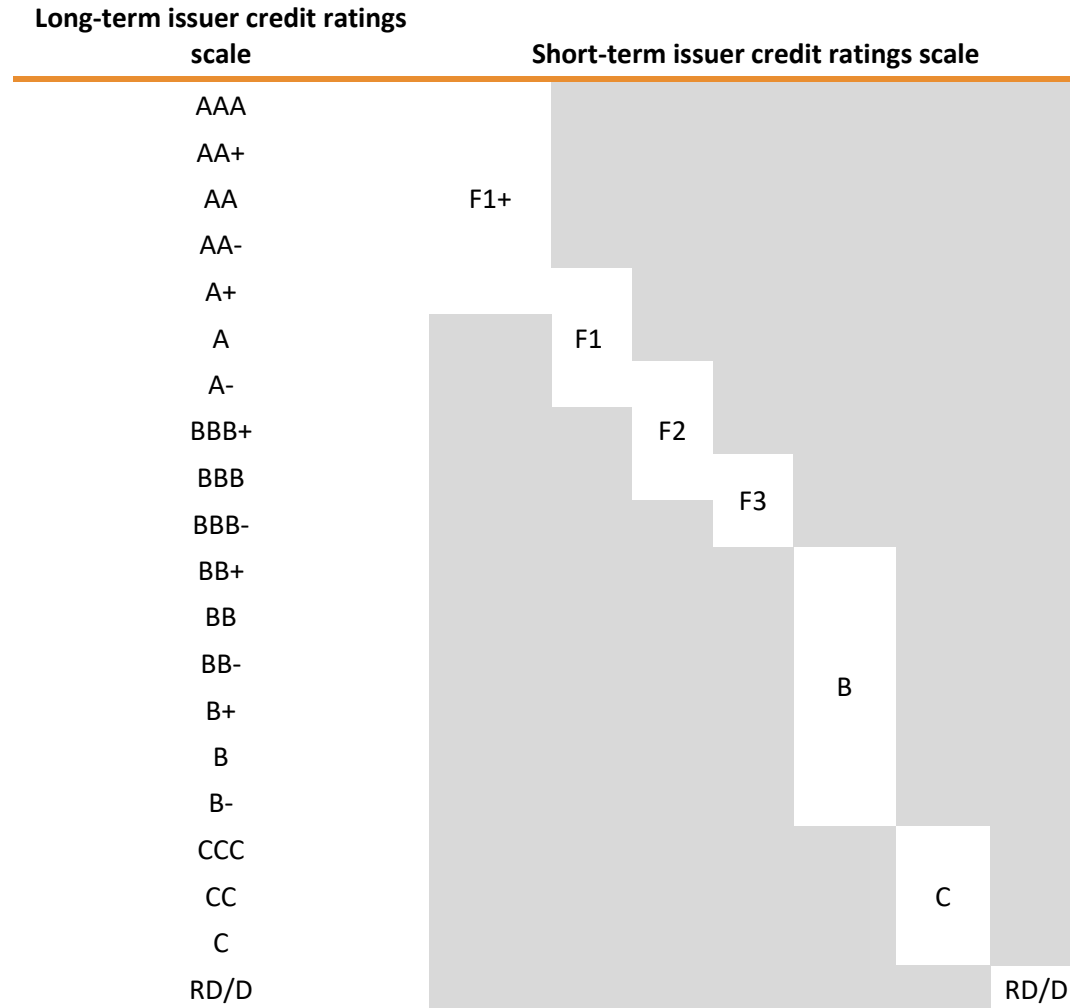 Long-term issuer credit ratings
scale
Short-term issuer credit ratings scale
AAA
AA+
AA
F1+
AA-
A+
A
F1
A-
BBB+
F2
BBB
F3
BBB-
BB+
BB
BB-
B
B+
B
B-
CCC
CC
C
C
RD/D
RD/D